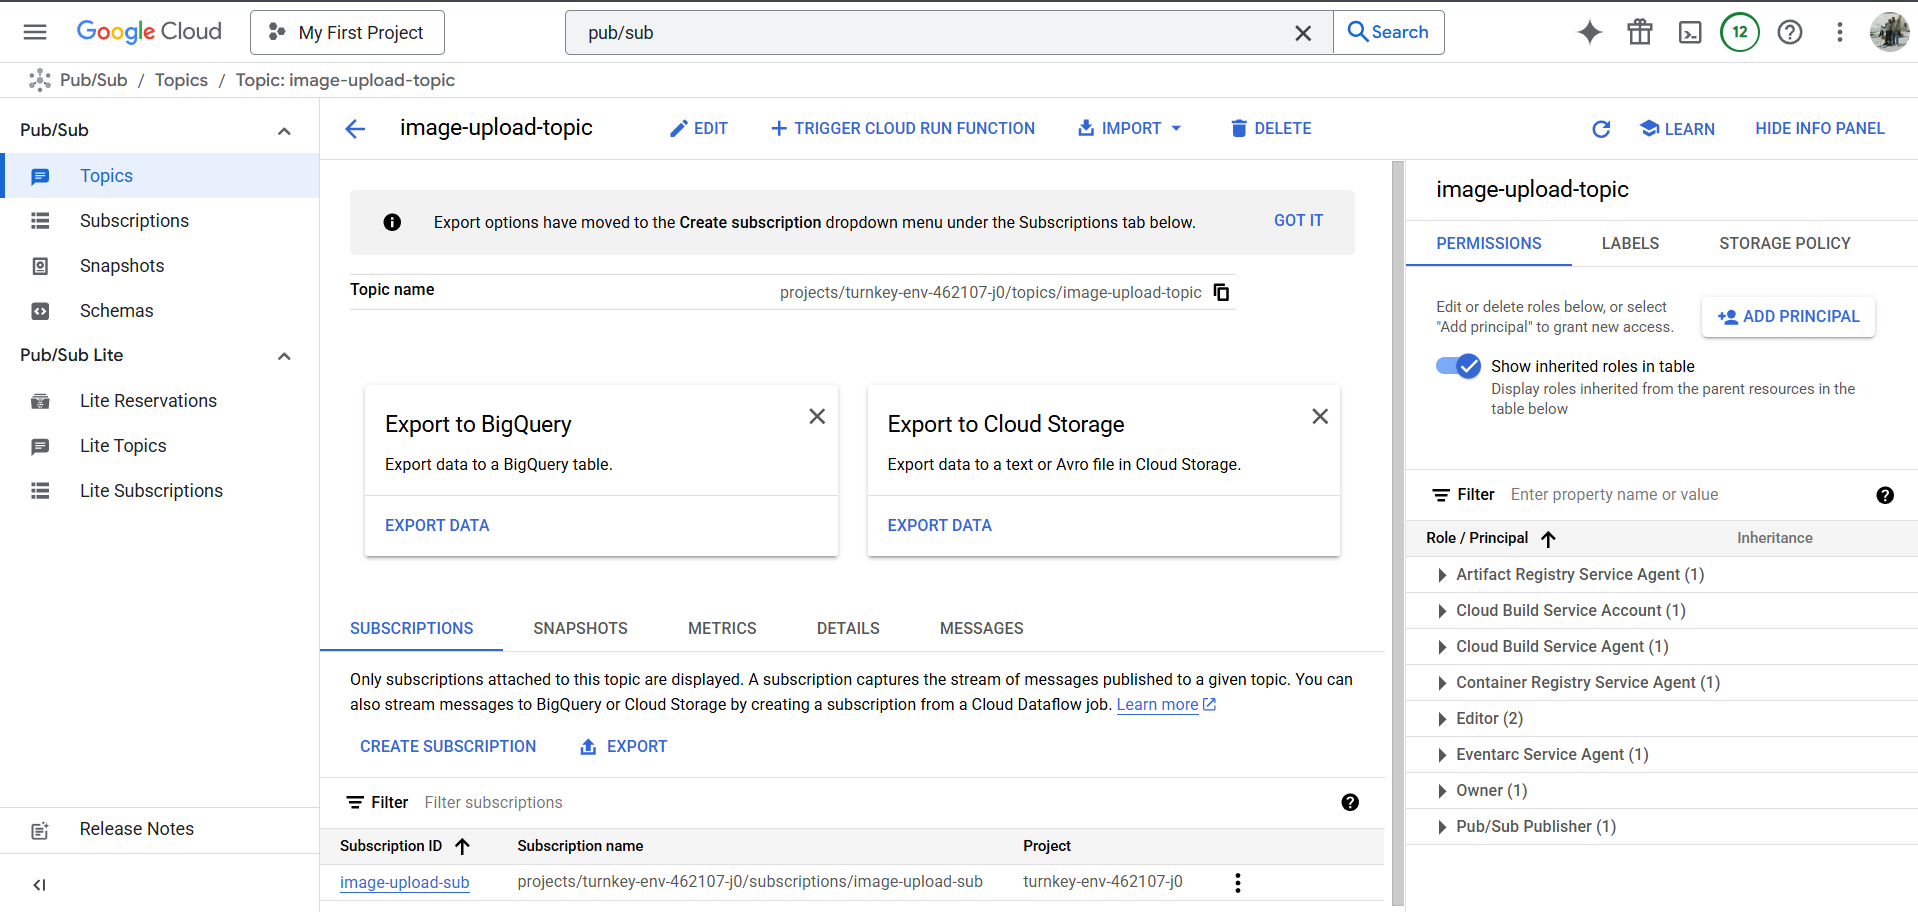 Google Cloud
My First Project
pub/sub
Search
12
Pub/Sub / Topics / Topic: image-upload-topic
Pub/Sub
Topics
Subscriptions
Snapshots
Schemas
Pub/Sub Lite
Lite Reservations
Lite Topics
Lite Subscriptions
Release Notes
image-upload-topic
EDIT
TRIGGER CLOUD RUN FUNCTION
IMPORT
DELETE
LEARN
HIDE INFO PANEL
Export options have moved to the Create subscription dropdown menu under the Subscriptions tab below.
GOT IT
Topic name
projects/turnkey-env-462107-j0/topics/image-upload-topic
Export to BigQuery
Export data to a BigQuery table.
EXPORT DATA
Export to Cloud Storage
Export data to a text or Avro file in Cloud Storage.
EXPORT DATA
SUBSCRIPTIONS
SNAPSHOTS
METRICS
DETAILS
MESSAGES
Only subscriptions attached to this topic are displayed. A subscription captures the stream of messages published to a given topic. You can
also stream messages to BigQuery or Cloud Storage by creating a subscription from a Cloud Dataflow job. Learn more
CREATE SUBSCRIPTION
EXPORT
Filter Filter subscriptions
Subscription ID Subscription name Project
image-upload-sub projects/turnkey-env-462107-j0/subscriptions/image-upload-sub turnkey-env-462107-j0
image-upload-topic
PERMISSIONS
LABELS
STORAGE POLICY
Edit or delete roles below, or select
"Add principal" to grant new access.
ADD PRINCIPAL
Show inherited roles in table
Display roles inherited from the parent resources in the
table below
Filter Enter property name or value
Role / Principal Inheritance
Artifact Registry Service Agent (1)
Cloud Build Service Account (1)
Cloud Build Service Agent (1)
Container Registry Service Agent (1)
Editor (2)
Eventarc Service Agent (1)
Owner (1)
Pub/Sub Publisher (1)